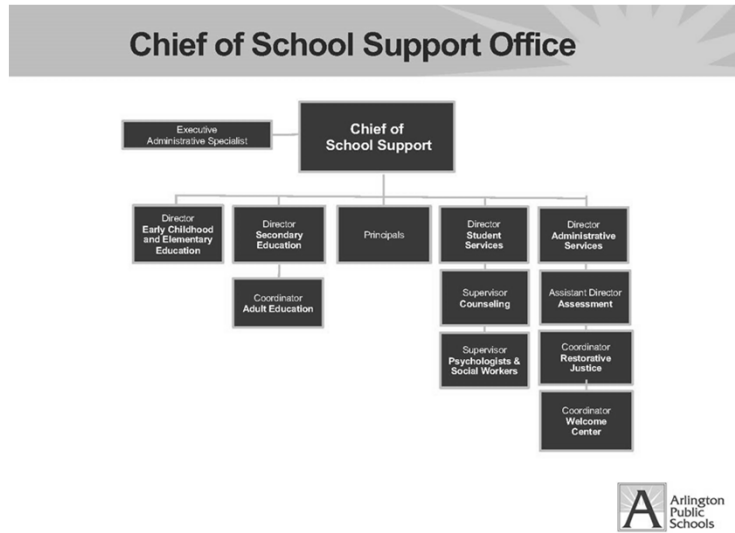 Chief of School Support Office
Executive
Administrative Specialist
Chief of
School Support
Director
Early Childhood
and Elementary
Education
Director
Secondary
Education
Principals
Director
Student
Services
Director
Administrative
Services
Coordinator
Adult Education
Supervisor
Counseling
Assistant Director
Assessment
Supervisor
Psychologists &
Social Workers
Coordinator
Restorative
Justice
Coordinator
Welcome
Center
A
Arlington
Public
Schools